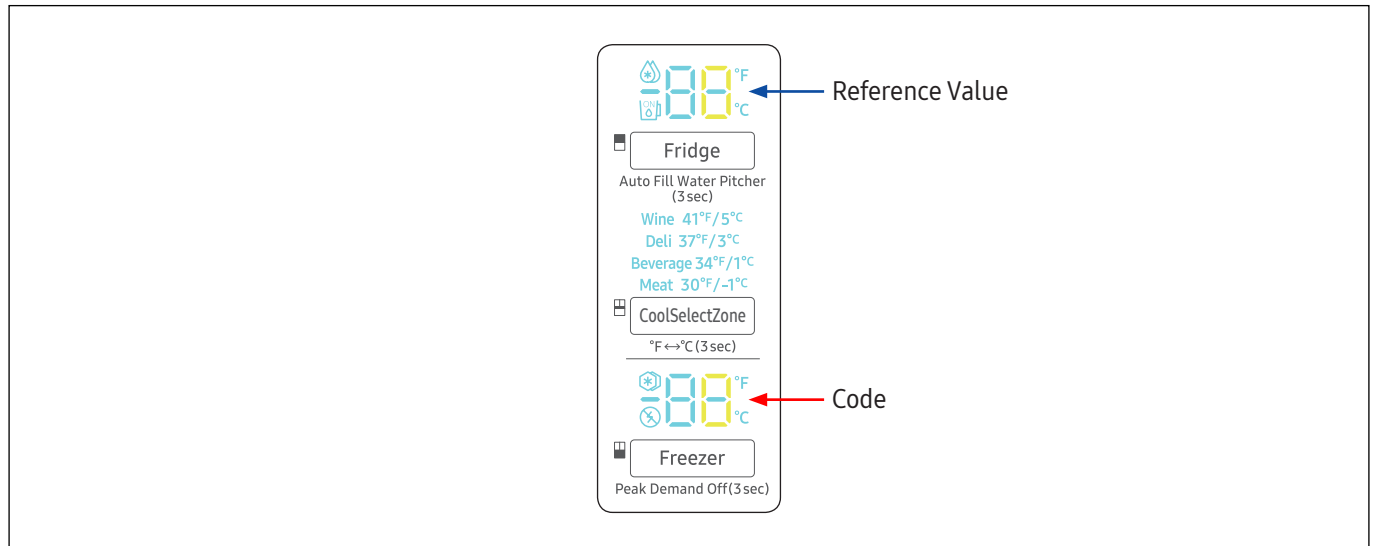 °F
Reference Value
ON
°C
Fridge
Auto Fill Water Pitcher
(3 sec)
Wine 41°F/5°C
Deli 37°F/3°C
Beverage 34°F/1°C
Meat 30°F/-1°C
CoolSelectZone
°F↔°C (3 sec)
°F
Code
°C
Freezer
Peak Demand Off(3 sec)